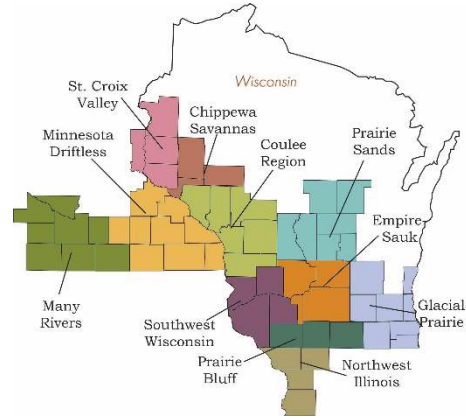 Wisconsin
St. Croix
Valley
Chippewa
Savannas
Minnesota
Driftless
Coulee
Region
Prairie
Sands
Empire
Sauk
Many
Rivers
Southwest
Wisconsin
Glacial
Prairie
Prairie
Bluff
Northwest
Illinois